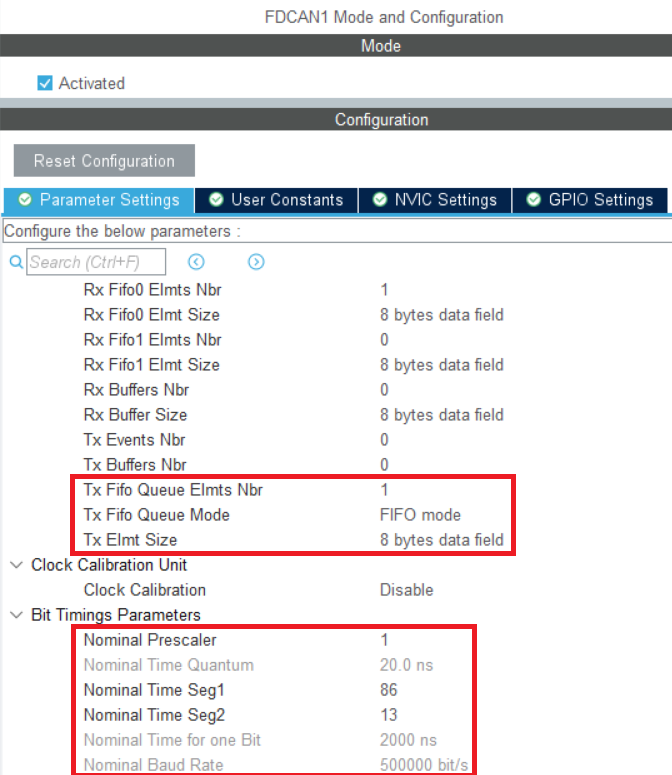 FDCAN1 Mode and Configuration
Mode
Activated
Configuration
Reset Configuration
Parameter Settings User Constants NVIC Settings GPIO Settings
Configure the below parameters :
Search (Ctrl+F)
Rx Fifo0 Elmts Nbr 1
Rx Fifo0 Elmt Size 8 bytes data field
Rx Fifo1 Elmts Nbr 0
Rx Fifo1 Elmt Size 8 bytes data field
Rx Buffers Nbr 0
Rx Buffer Size 8 bytes data field
Tx Events Nbr 0
Tx Buffers Nbr 0
Tx Fifo Queue Elmts Nbr 1
Tx Fifo Queue Mode FIFO mode
Tx Elmt Size 8 bytes data field
Clock Calibration Unit
Clock Calibration Disable
Bit Timings Parameters
Nominal Prescaler 1
Nominal Time Quantum 20.0 ns
Nominal Time Seg1 86
Nominal Time Seg2 13
Nominal Time for one Bit 2000 ns
Nominal Baud Rate 500000 bit/s